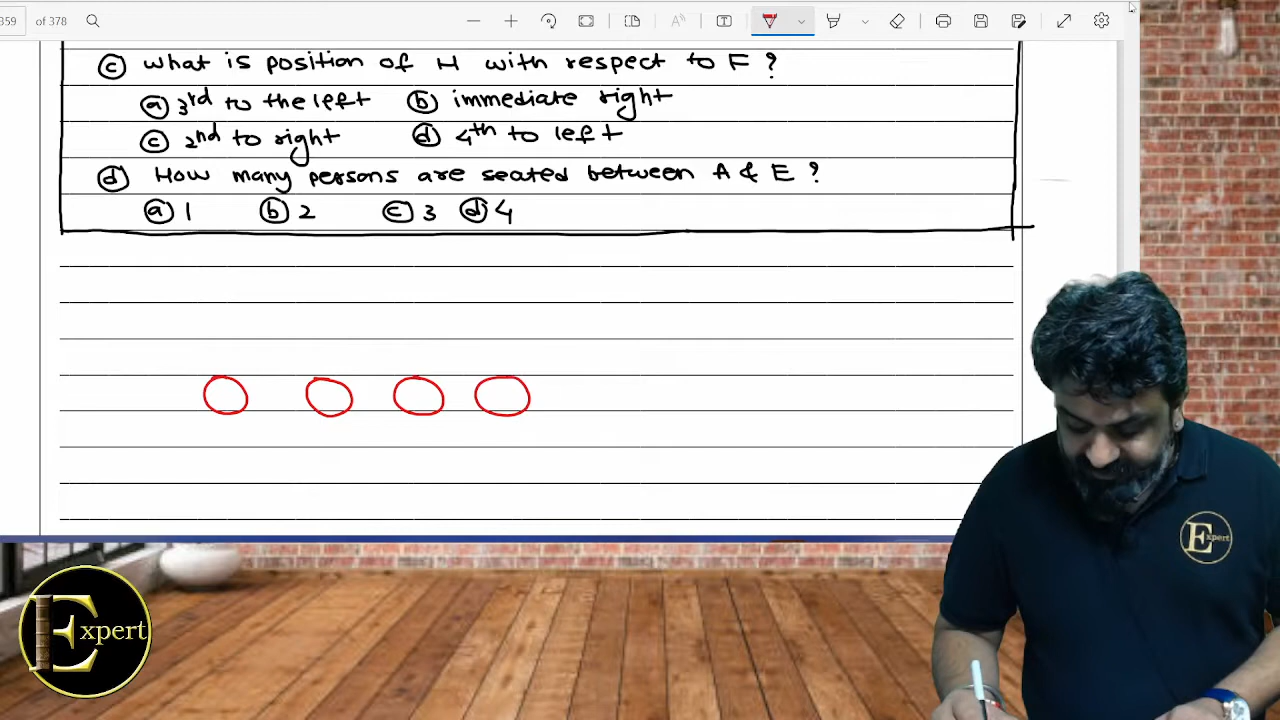 359 of 378
ⓒ what is position of H with respect to F ?
ⓐ 3rd to the left ⓑ immediate right
ⓒ 2nd to right ⓓ 4th to left
ⓓ How many persons are seated between A & E ?
ⓐ 1 ⓑ 2 ⓒ 3 ⓓ 4
Expert
Expert